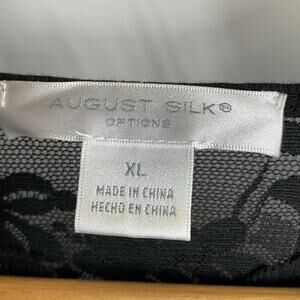 AUGUST SILK®
OPTIONS
XL
MADE IN CHINA
HECHO EN CHINA